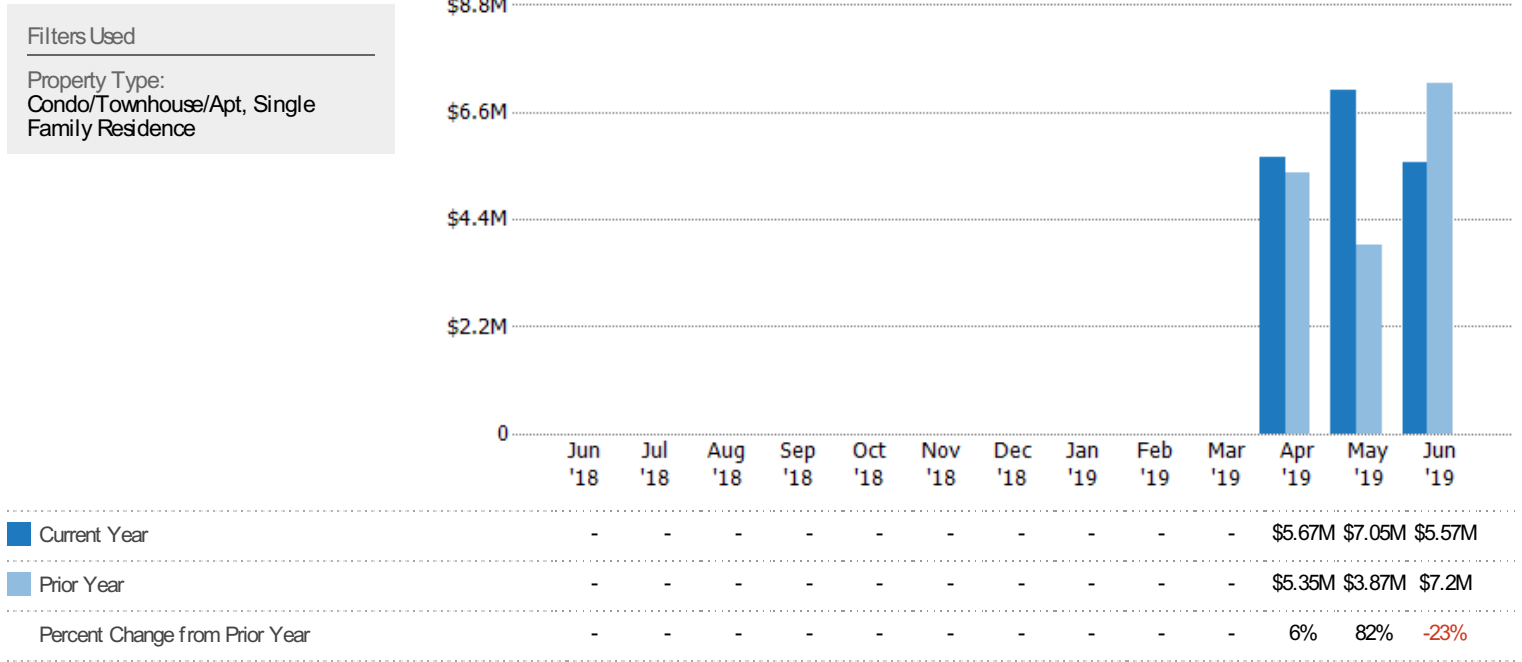 Filters Used
Property Type:
Condo/Townhouse/Apt, Single
Family Residence
$8.8M
$6.6M
$4.4M
$2.2M
0
Jun Jul Aug Sep Oct Nov Dec Jan Feb Mar Apr May Jun
'18 '18 '18 '18 '18 '18 '18 '19 '19 '19 '19 '19 '19
Current Year - - - - - - - - - - $5.67M $7.05M $5.57M
Prior Year - - - - - - - - - - $5.35M $3.87M $7.2M
Percent Change from Prior Year - - - - - - - - - - 6% 82% -23%